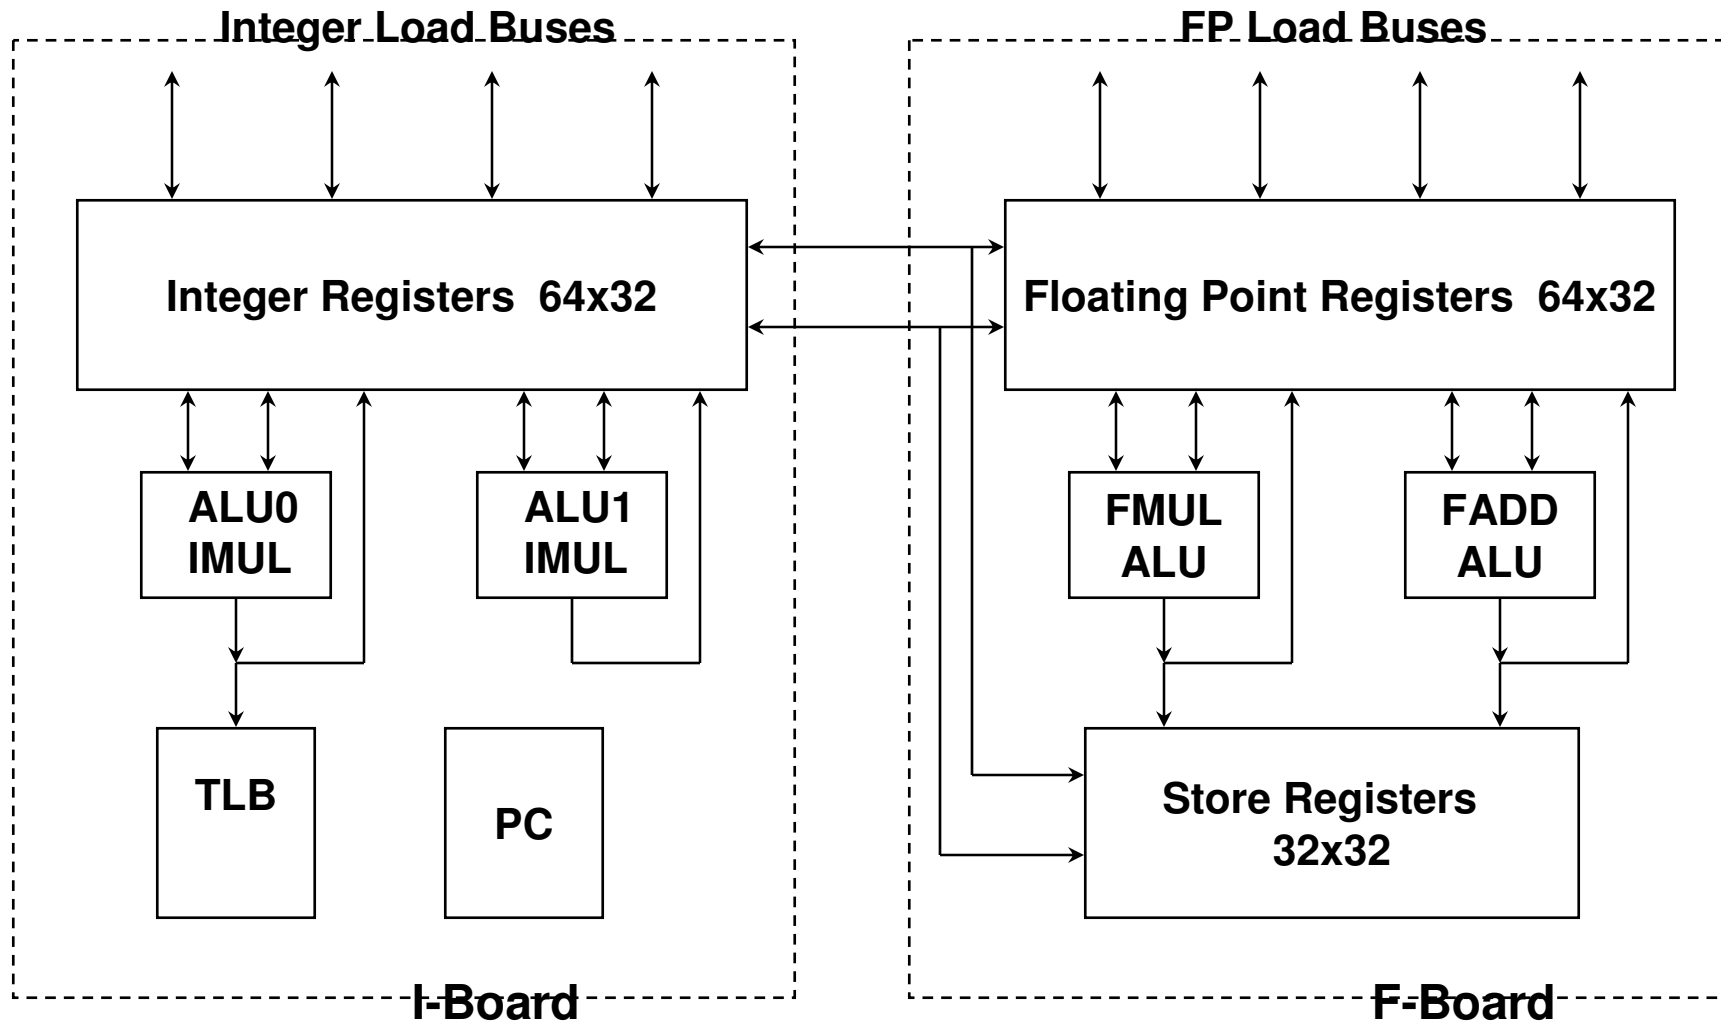 Integer Load Buses
FP Load Buses
Integer Registers 64x32
Floating Point Registers 64x32
ALU0
IMUL
ALU1
IMUL
FMUL
ALU
FADD
ALU
TLB
PC
Store Registers
32x32
I-Board
F-Board